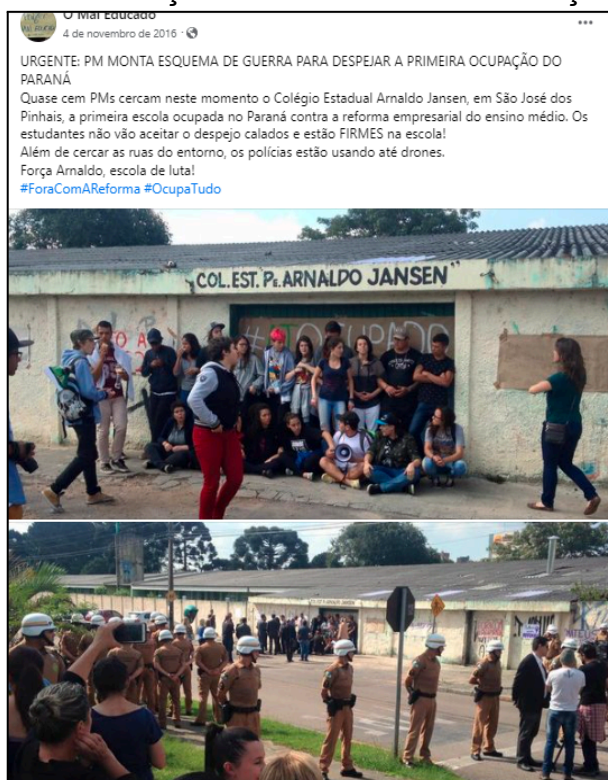 O Mal Educado
4 de novembro de 2016 ·
URGENTE: PM MONTA ESQUEMA DE GUERRA PARA DESPEJAR A PRIMEIRA OCUPAÇÃO DO
PARANÁ
Quase cem PMs cercam neste momento o Colégio Estadual Arnaldo Jansen, em São José dos
Pinhais, a primeira escola ocupada no Paraná contra a reforma empresarial do ensino médio. Os
estudantes não vão aceitar o despejo calados e estão FIRMES na escola!
Além de cercar as ruas do entorno, os polícias estão usando até drones.
Força Arnaldo, escola de luta!
#ForaComAReforma #OcupaTudo
COL. EST. Pe. ARNALDO JANSEN
OCUPADO